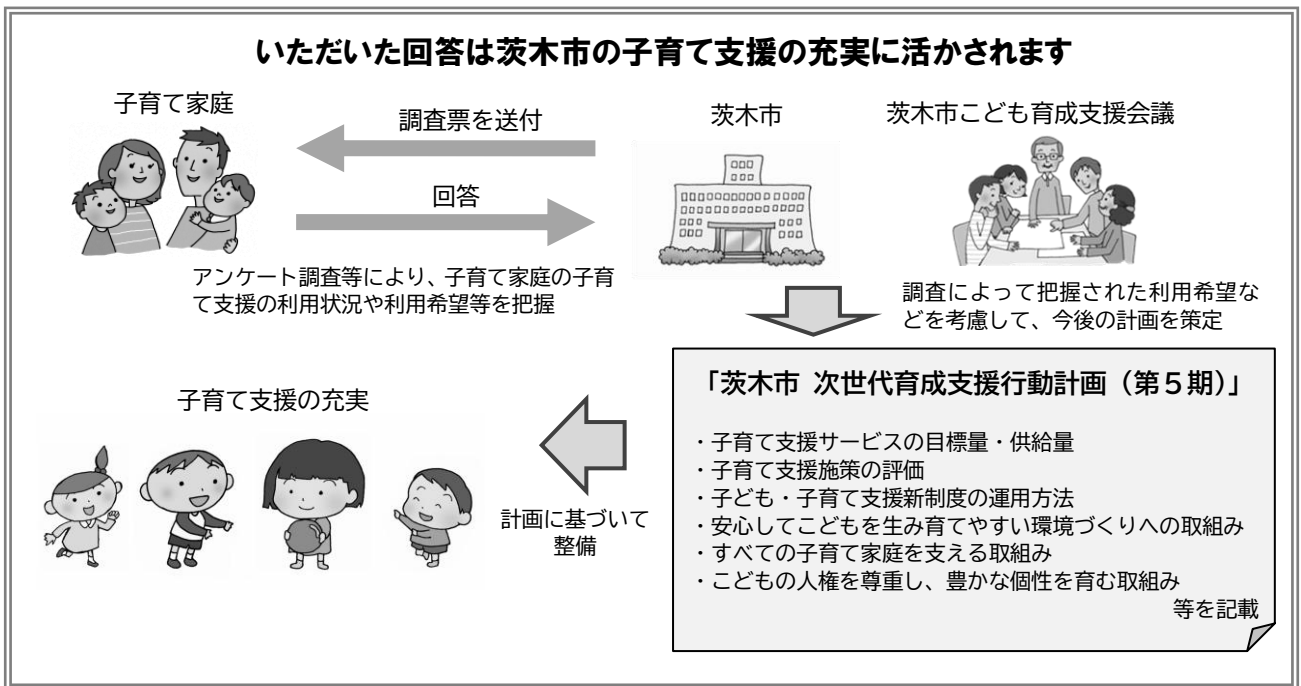 いただいた回答は茨木市の子育て支援の充実に活かされます
子育て家庭
調査票を送付
回答
茨木市
茨木市こども育成支援会議
アンケート調査等により、子育て家庭の子育
て支援の利用状況や利用希望等を把握
調査によって把握された利用希望な
どを考慮して、今後の計画を策定
「茨木市 次世代育成支援行動計画（第５期）」
・子育て支援サービスの目標量・供給量
・子育て支援施策の評価
・子ども・子育て支援新制度の運用方法
・安心してこどもを生み育てやすい環境づくりへの取組み
・すべての子育て家庭を支える取組み
・こどもの人権を尊重し、豊かな個性を育む取組み
等を記載
計画に基づいて
整備
子育て支援の充実